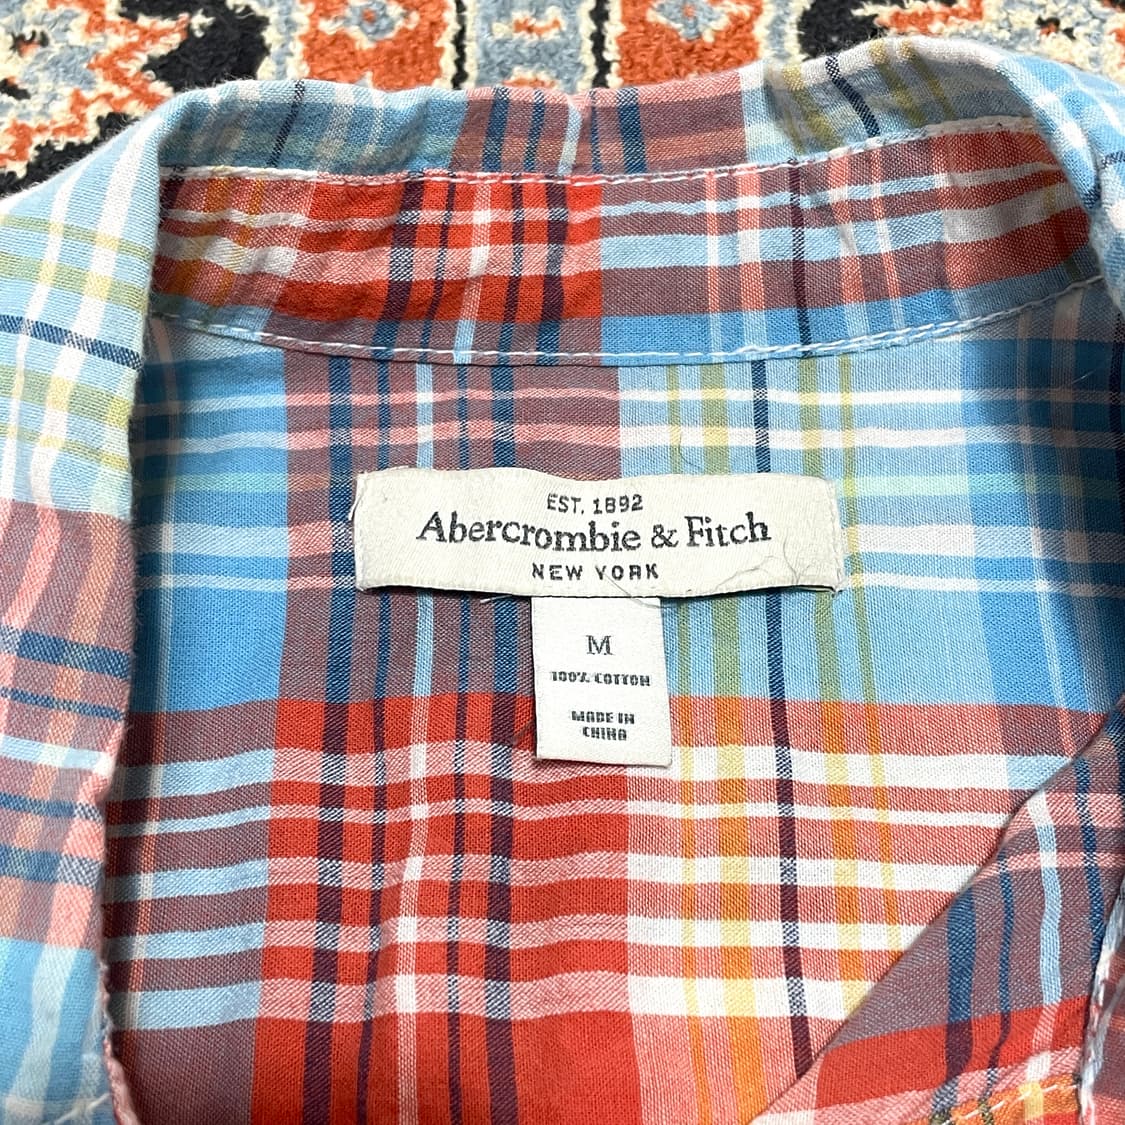 EST. 1892
Abercrombie & Fitch
NEW YORK
M
100% COTTON
MADE IN
CHINA